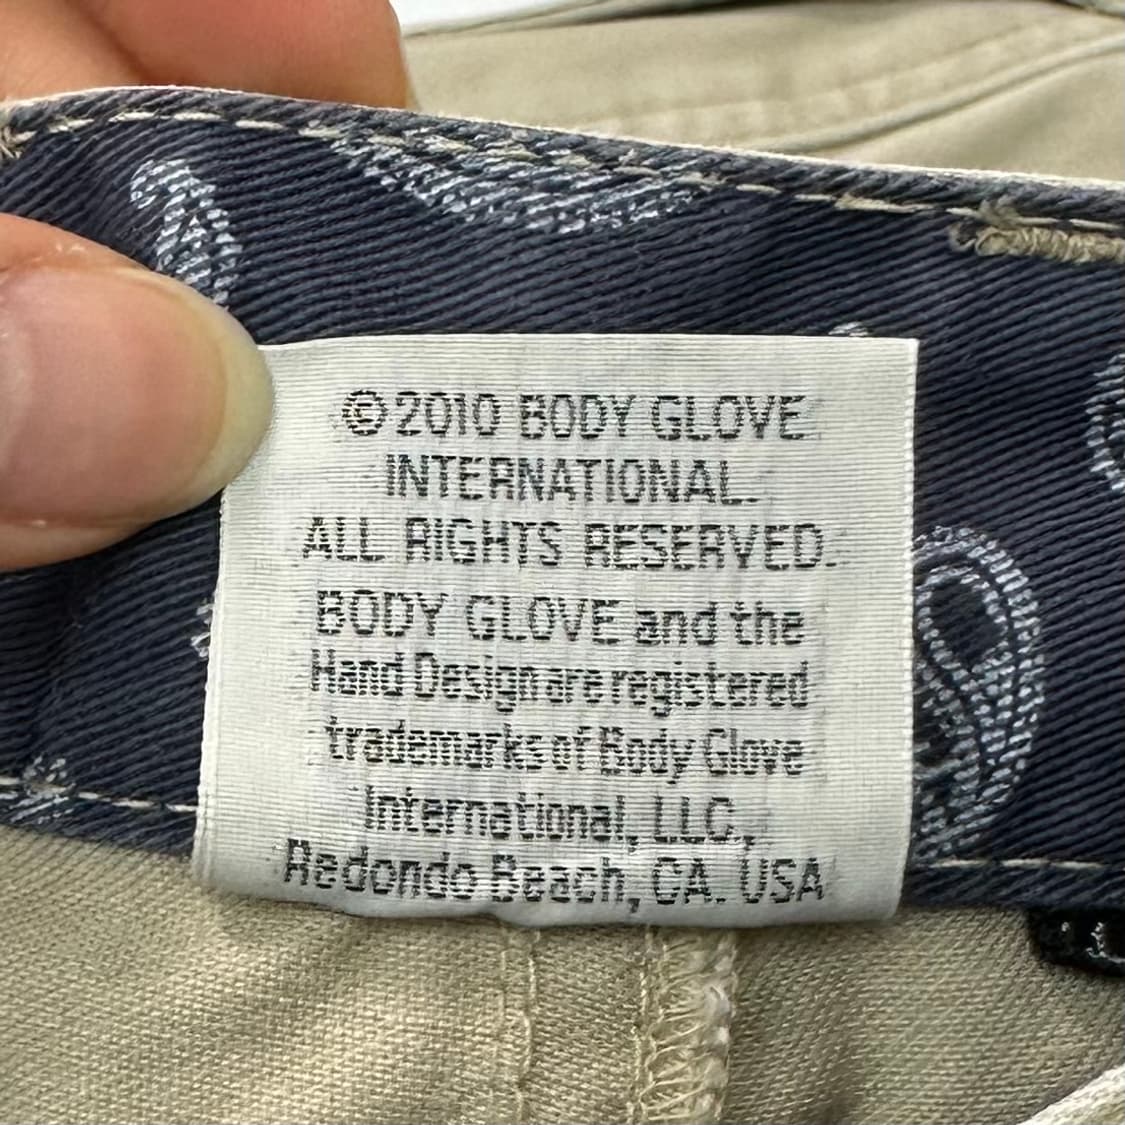 ©2010 BODY GLOVE
INTERNATIONAL.
ALL RIGHTS RESERVED.
BODY GLOVE and the
Hand Design are registered
trademarks of Body Glove
International, LLC,
Redondo Beach, CA. USA